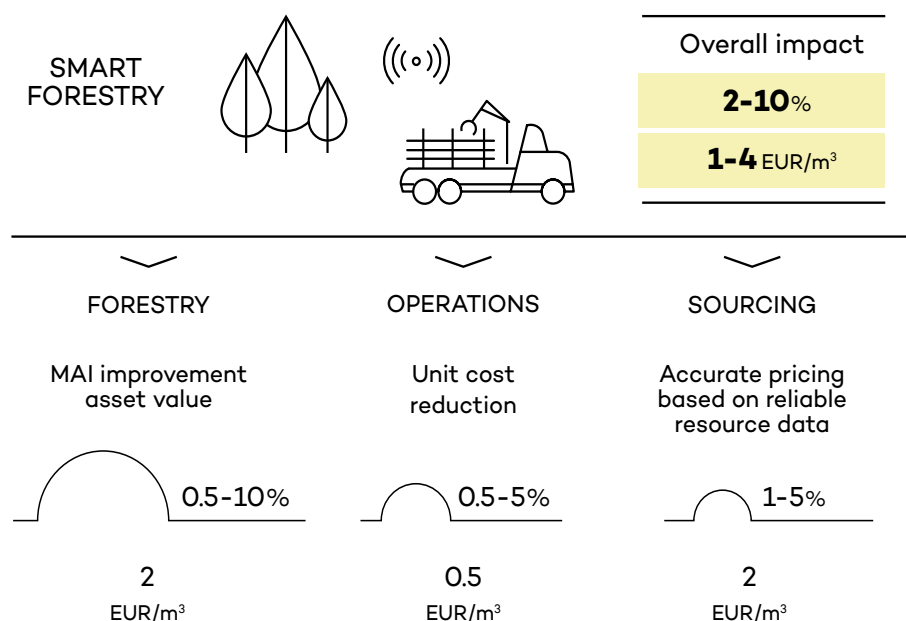 SMART
FORESTRY
Overall impact
2-10%
1-4 EUR/m³
FORESTRY
MAI improvement
asset value
0.5-10%
2
EUR/m³
OPERATIONS
Unit cost
reduction
0.5-5%
0.5
EUR/m³
SOURCING
Accurate pricing
based on reliable
resource data
1-5%
2
EUR/m³